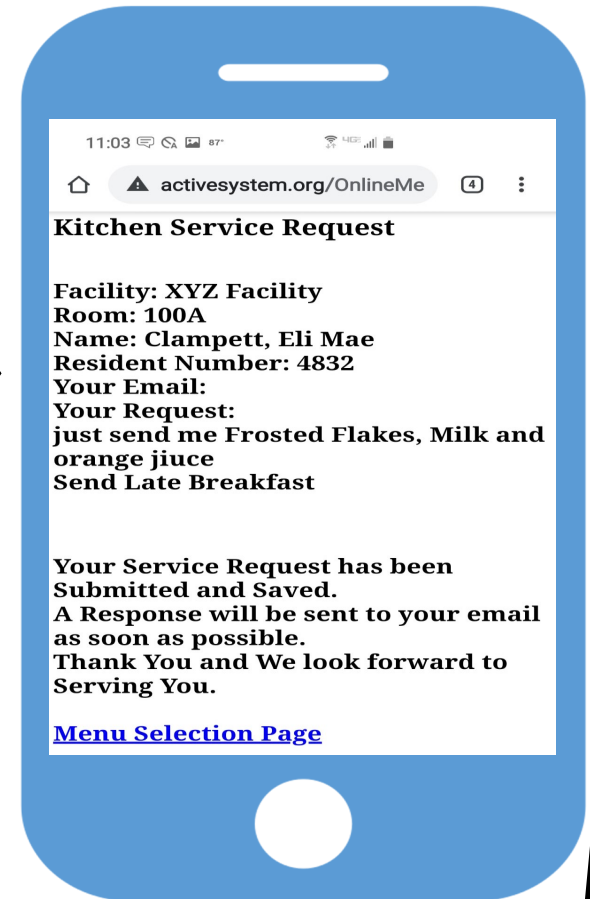 11:03 87°
4GE
activesystem.org/OnlineMe 4
Kitchen Service Request
Facility: XYZ Facility
Room: 100A
Name: Clampett, Eli Mae
Resident Number: 4832
Your Email:
Your Request:
just send me Frosted Flakes, Milk and
orange jiuce
Send Late Breakfast
Your Service Request has been
Submitted and Saved.
A Response will be sent to your email
as soon as possible.
Thank You and We look forward to
Serving You.
Menu Selection Page